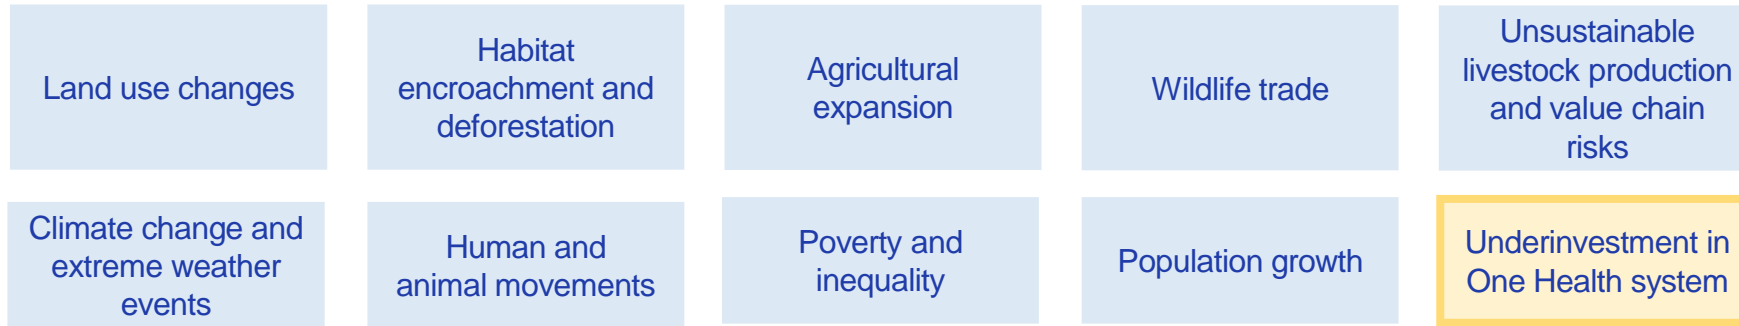 Land use changes
Habitat
encroachment and
deforestation
Agricultural
expansion
Wildlife trade
Unsustainable
livestock production
and value chain
risks
Climate change and
extreme weather
events
Human and
animal movements
Poverty and
inequality
Population growth
Underinvestment in
One Health system